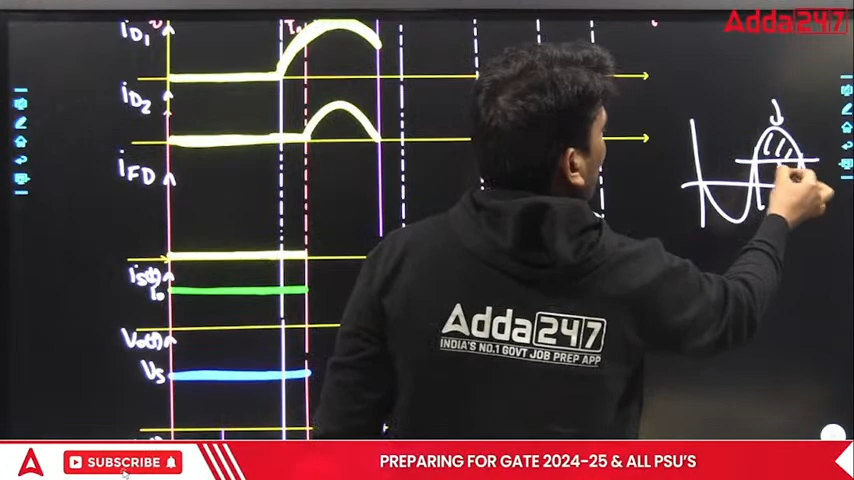 Adda247
iD1
iD2
iFD
is(t)
Io
Vo(t)
Vs
Adda247
INDIA'S NO.1 GOVT JOB PREP APP
SUBSCRIBE
PREPARING FOR GATE 2024-25 & ALL PSU'S